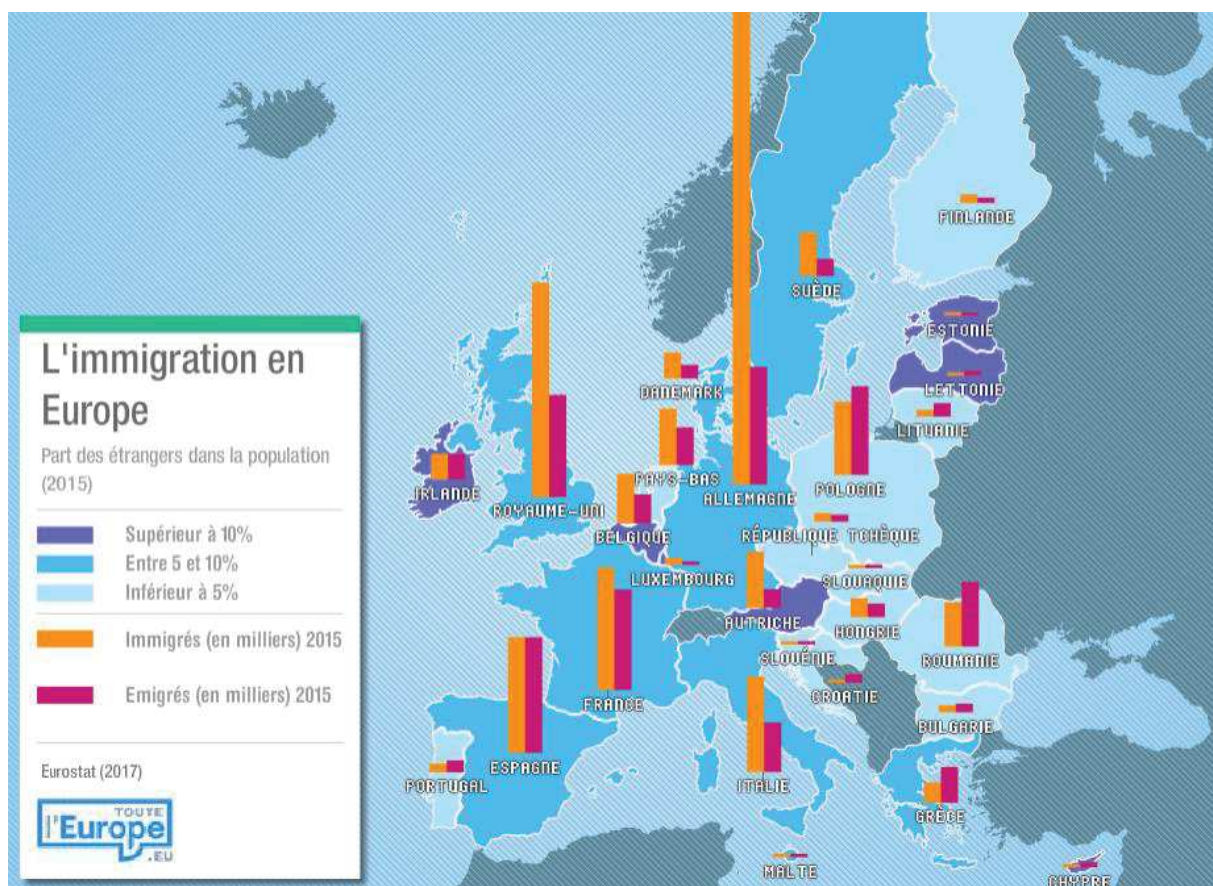 L'immigration en
Europe
Part des étrangers dans la population
(2015)
Supérieur à 10%
Entre 5 et 10%
Inférieur à 5%
Immigrés (en milliers) 2015
Emigrés (en milliers) 2015
Eurostat (2017)
TOUTE
l'Europe
.EU
FINLANDE
SUÈDE
ESTONIE
DANEMARK
LETTONIE
LITUANIE
IRLANDE
ROYAUME-UNI
PAYS-BAS
ALLEMAGNE
POLOGNE
BELGIQUE
RÉPUBLIQUE TCHÈQUE
LUXEMBOURG
SLOVAQUIE
AUTRICHE
HONGRIE
SLOVÉNIE
ROUMANIE
CROATIE
FRANCE
BULGARIE
ESPAGNE
PORTUGAL
ITALIE
GRÈCE
MALTE
CHYPRE